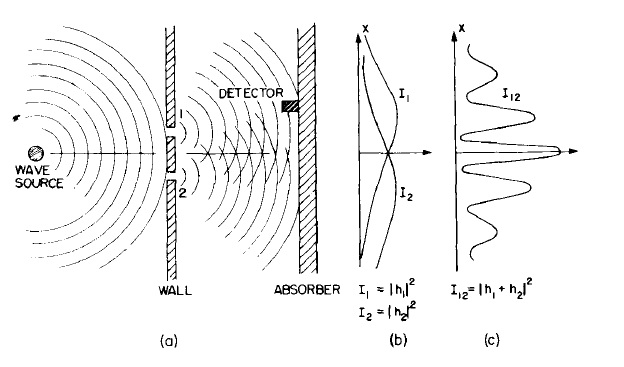 x
x
DETECTOR
I₁
I₁₂
1
WAVE
SOURCE
2
I₂
WALL
ABSORBER
I₁ = |h₁|²
I₂ = |h₂|²
I₁₂ = |h₁ + h₂|²
(a)
(b)
(c)